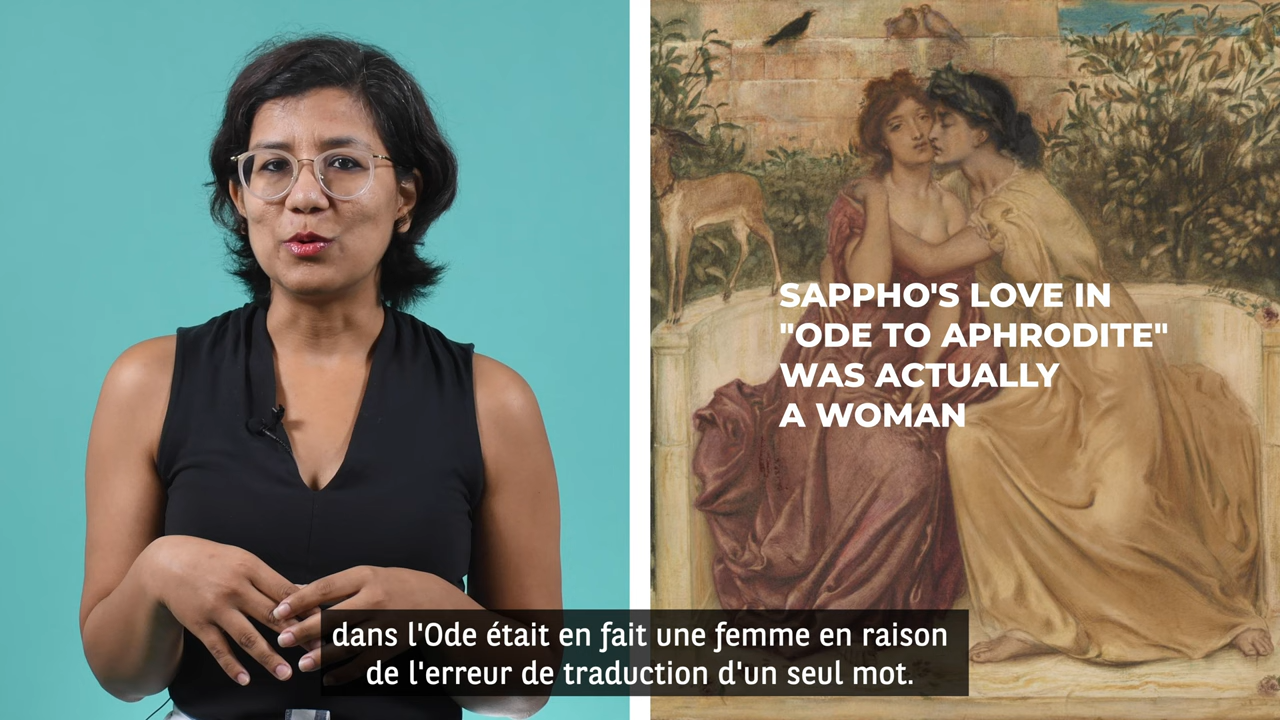 SAPPHO'S LOVE IN
"ODE TO APHRODITE"
WAS ACTUALLY
A WOMAN
dans l'Ode était en fait une femme en raison
de l'erreur de traduction d'un seul mot.